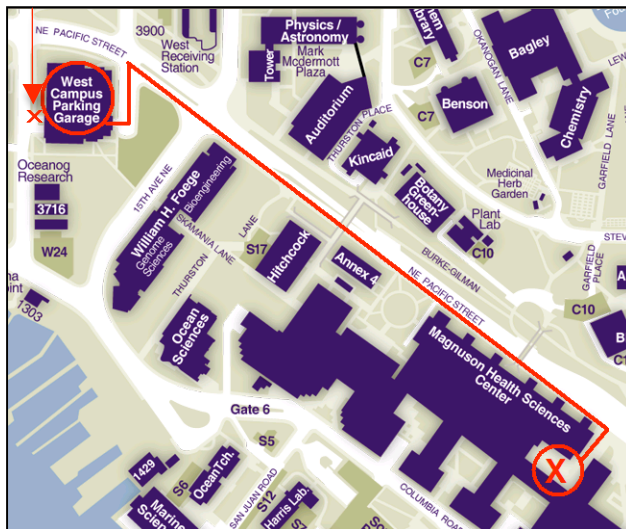 NE PACIFIC STREET
3900
West
Receiving
Station
Physics /
Astronomy
Tower
Mark
Mcdermott
Plaza
Library
OKANOGAN LANE
Bagley
C7
West
Campus
Parking
Garage
Auditorium
THURSTON PLACE
C7
Benson
Chemistry
GARFIELD LANE
Oceanog
Research
3716
W24
15TH AVE NE
William H. Foege
Bioengineering
Genome
Sciences
SKAMANIA LANE
Kincaid
Botany
Green-
house
Medicinal
Herb
Garden
Plant
Lab
C10
THURSTON
LANE
S17
Hitchcock
Annex 4
BURKE-GILMAN
NE PACIFIC STREET
GARFIELD
PLACE
C10
1303
Ocean
Sciences
Magnuson Health Sciences
Center
Gate 6
S5
X
1429
S6
OceanTch.
SAN JUAN ROAD
S12
Harris Lab.
COLUMBIA ROAD
Marine